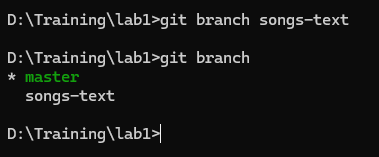 D:\Training\lab1>git branch songs-text
D:\Training\lab1>git branch
* master
  songs-text
D:\Training\lab1>